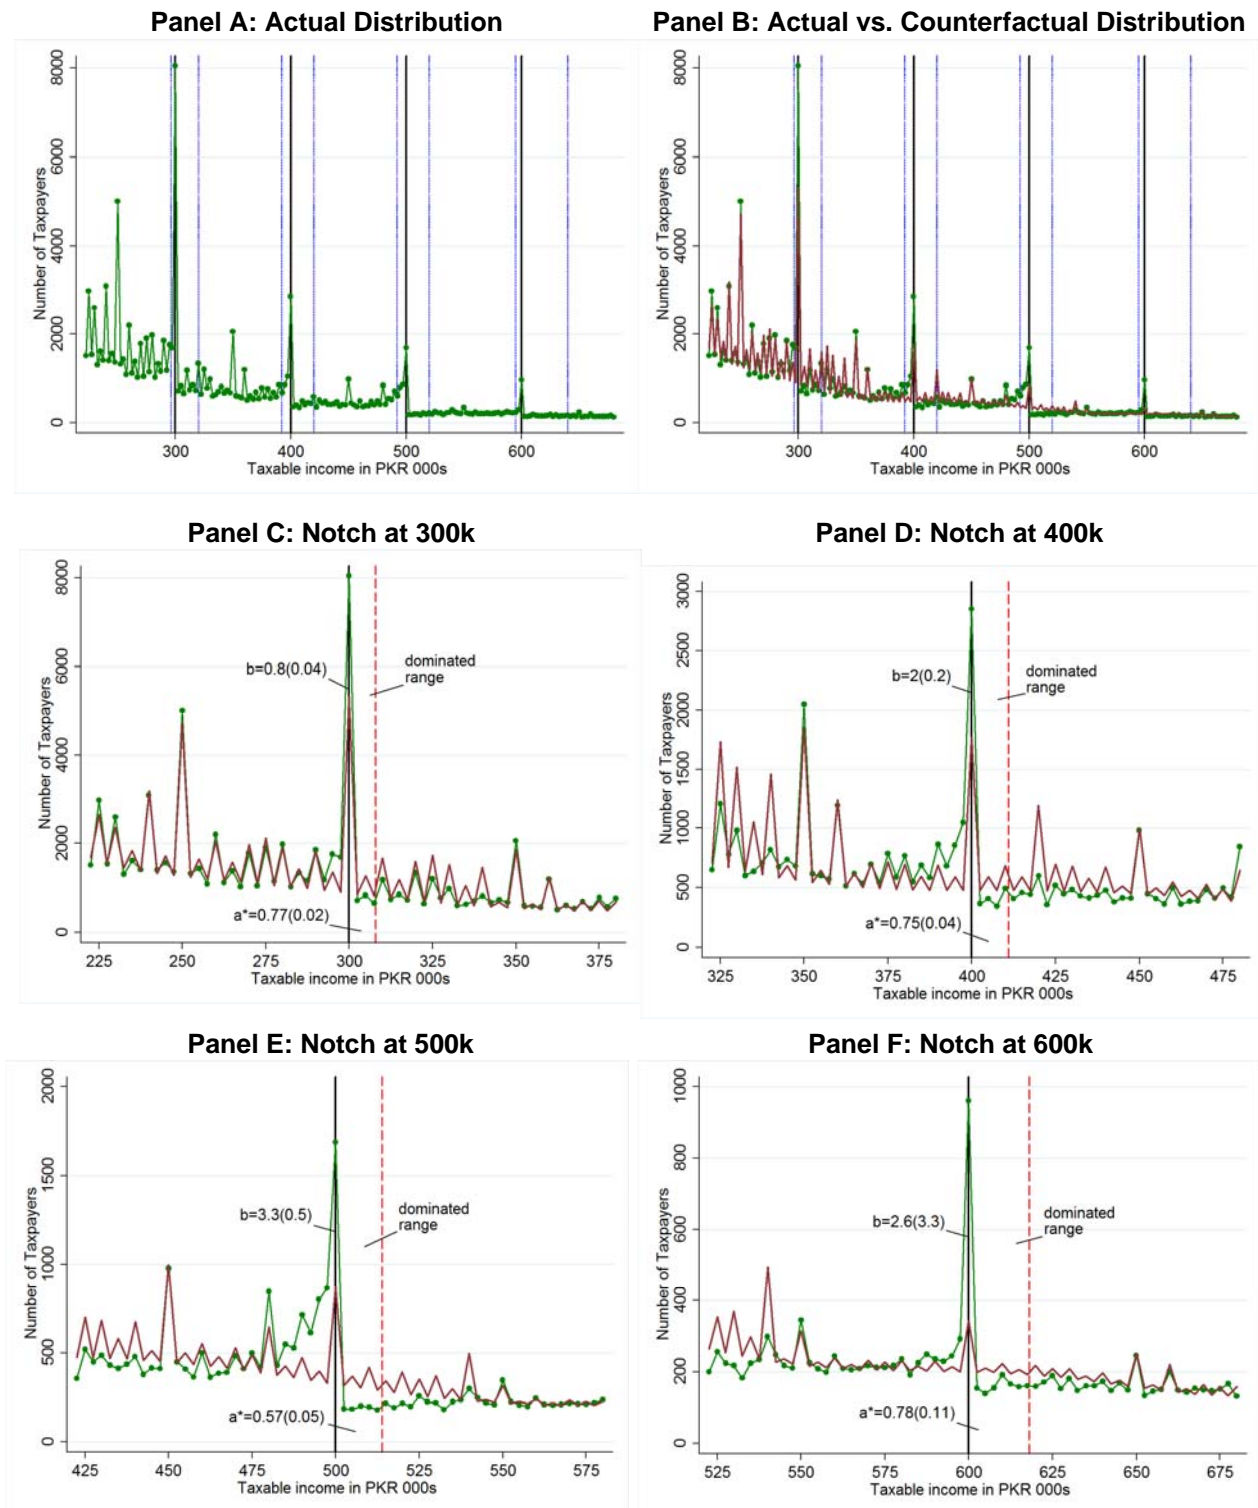 Panel A: Actual Distribution
Number of Taxpayers
0
2000
4000
6000
8000
300
400
500
600
Taxable income in PKR 000s
Panel B: Actual vs. Counterfactual Distribution
Number of Taxpayers
0
2000
4000
6000
8000
300
400
500
600
Taxable income in PKR 000s
Panel C: Notch at 300k
Number of Taxpayers
0
2000
4000
6000
8000
b=0.8(0.04)
dominated
range
a*=0.77(0.02)
225
250
275
300
325
350
375
Taxable income in PKR 000s
Panel D: Notch at 400k
Number of Taxpayers
0
500
1000
1500
2000
2500
3000
b=2(0.2)
dominated
range
a*=0.75(0.04)
325
350
375
400
425
450
475
Taxable income in PKR 000s
Panel E: Notch at 500k
Number of Taxpayers
0
500
1000
1500
2000
b=3.3(0.5)
dominated
range
a*=0.57(0.05)
425
450
475
500
525
550
575
Taxable income in PKR 000s
Panel F: Notch at 600k
Number of Taxpayers
0
200
400
600
800
1000
b=2.6(3.3)
dominated
range
a*=0.78(0.11)
525
550
575
600
625
650
675
Taxable income in PKR 000s